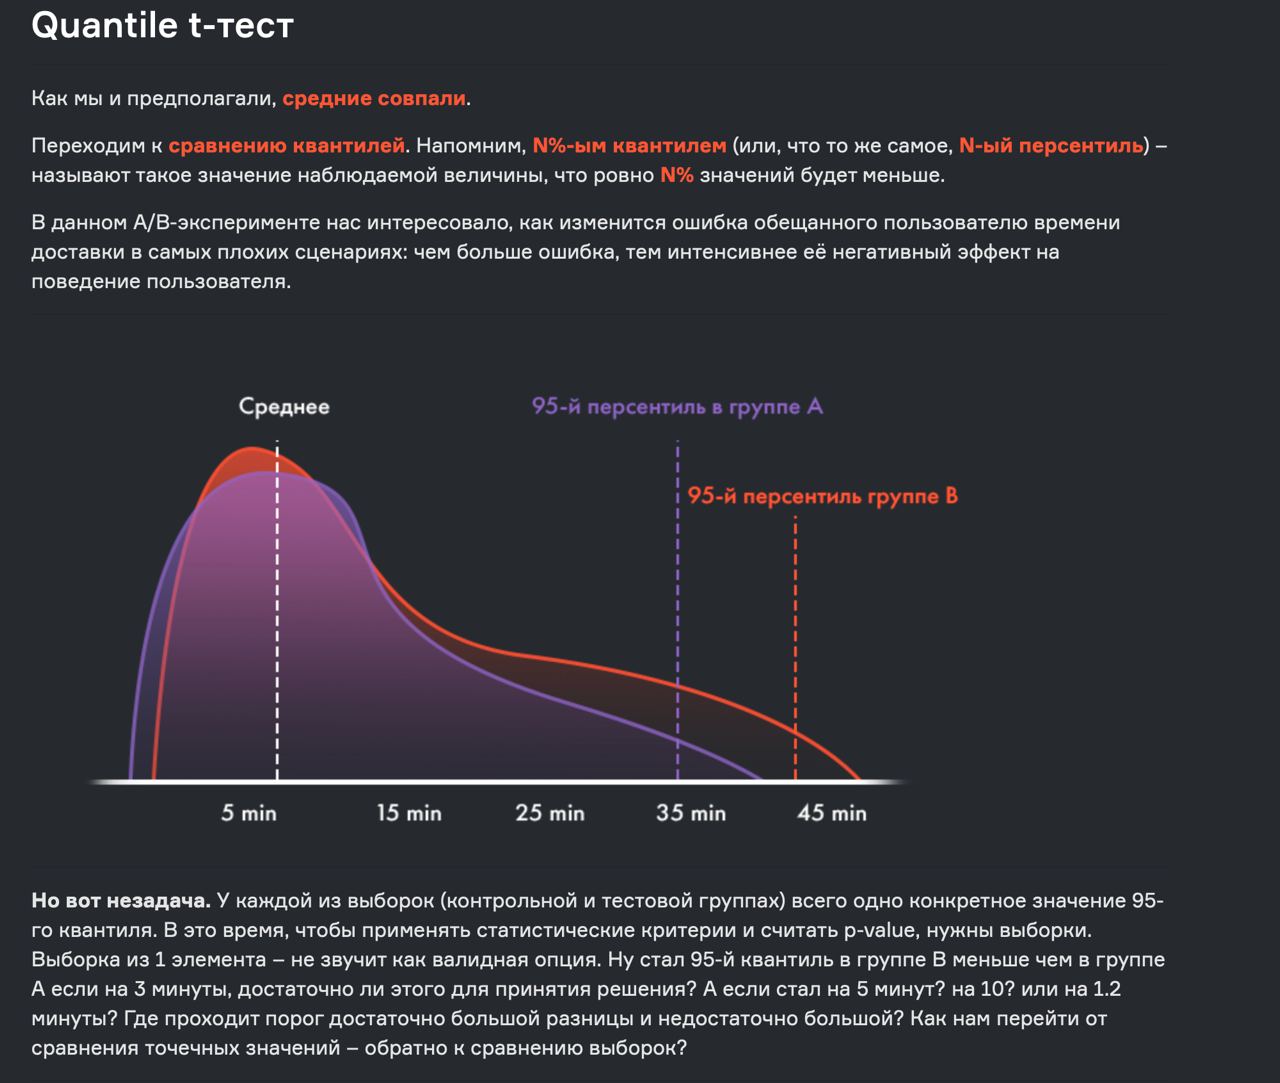 Quantile t-тест
Как мы и предполагали, средние совпали.
Переходим к сравнению квантилей. Напомним, N%-ым квантилем (или, что то же самое, N-ый персентиль) –
называют такое значение наблюдаемой величины, что ровно N% значений будет меньше.
В данном A/B-эксперименте нас интересовало, как изменится ошибка обещанного пользователю времени
доставки в самых плохих сценариях: чем больше ошибка, тем интенсивнее её негативный эффект на
поведение пользователя.
Среднее
95-й персентиль в группе A
95-й персентиль группе B
5 min
15 min
25 min
35 min
45 min
Но вот незадача. У каждой из выборок (контрольной и тестовой группах) всего одно конкретное значение 95-
го квантиля. В это время, чтобы применять статистические критерии и считать p-value, нужны выборки.
Выборка из 1 элемента – не звучит как валидная опция. Ну стал 95-й квантиль в группе B меньше чем в группе
A если на 3 минуты, достаточно ли этого для принятия решения? А если стал на 5 минут? на 10? или на 1.2
минуты? Где проходит порог достаточно большой разницы и недостаточно большой? Как нам перейти от
сравнения точечных значений – обратно к сравнению выборок?